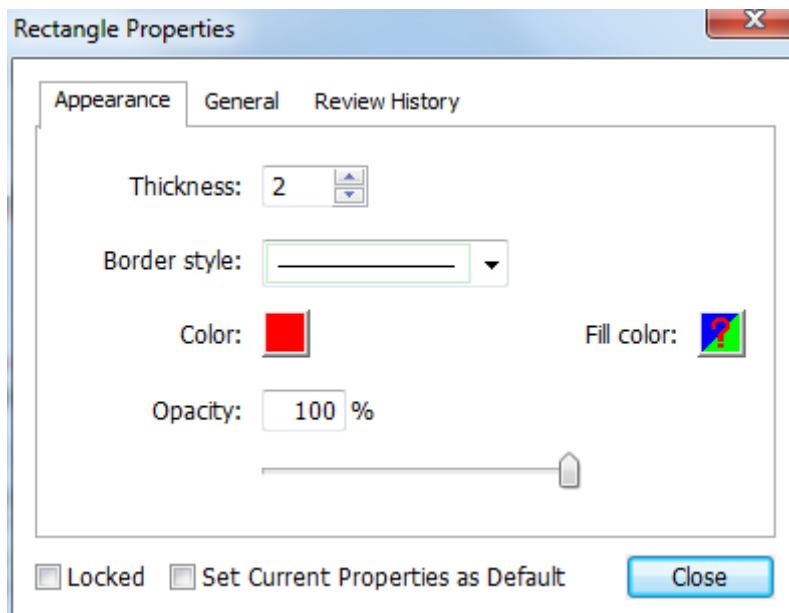 Rectangle Properties
X
Appearance General Review History
Thickness: 2
Border style:
Color: Fill color: ?
Opacity: 100 %
Locked Set Current Properties as Default Close